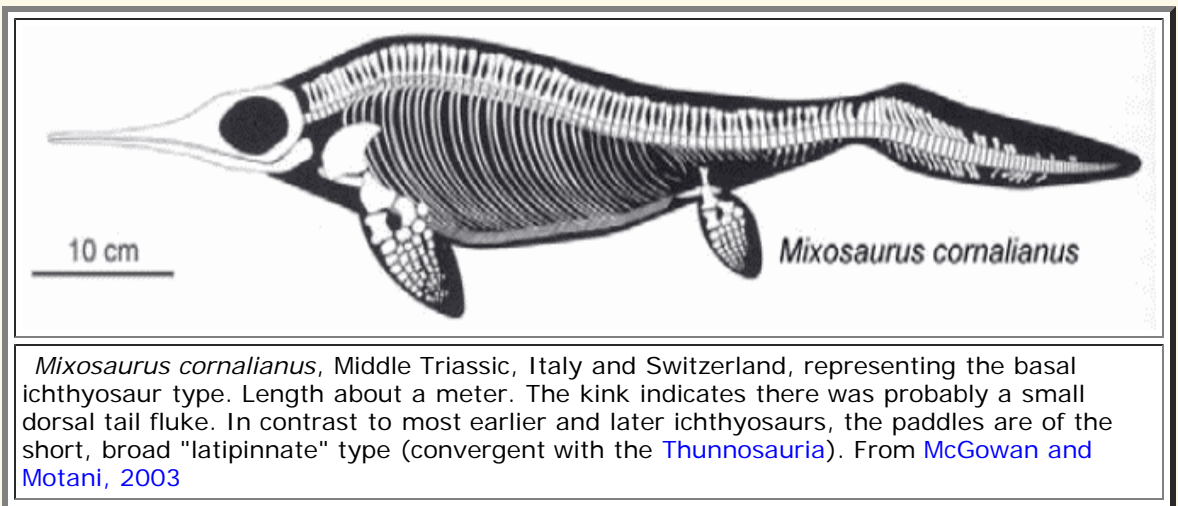 10 cm
Mixosaurus cornalianus
Mixosaurus cornalianus, Middle Triassic, Italy and Switzerland, representing the basal
ichthyosaur type. Length about a meter. The kink indicates there was probably a small
dorsal tail fluke. In contrast to most earlier and later ichthyosaurs, the paddles are of the
short, broad "latipinnate" type (convergent with the Thunnosauria). From McGowan and
Motani, 2003